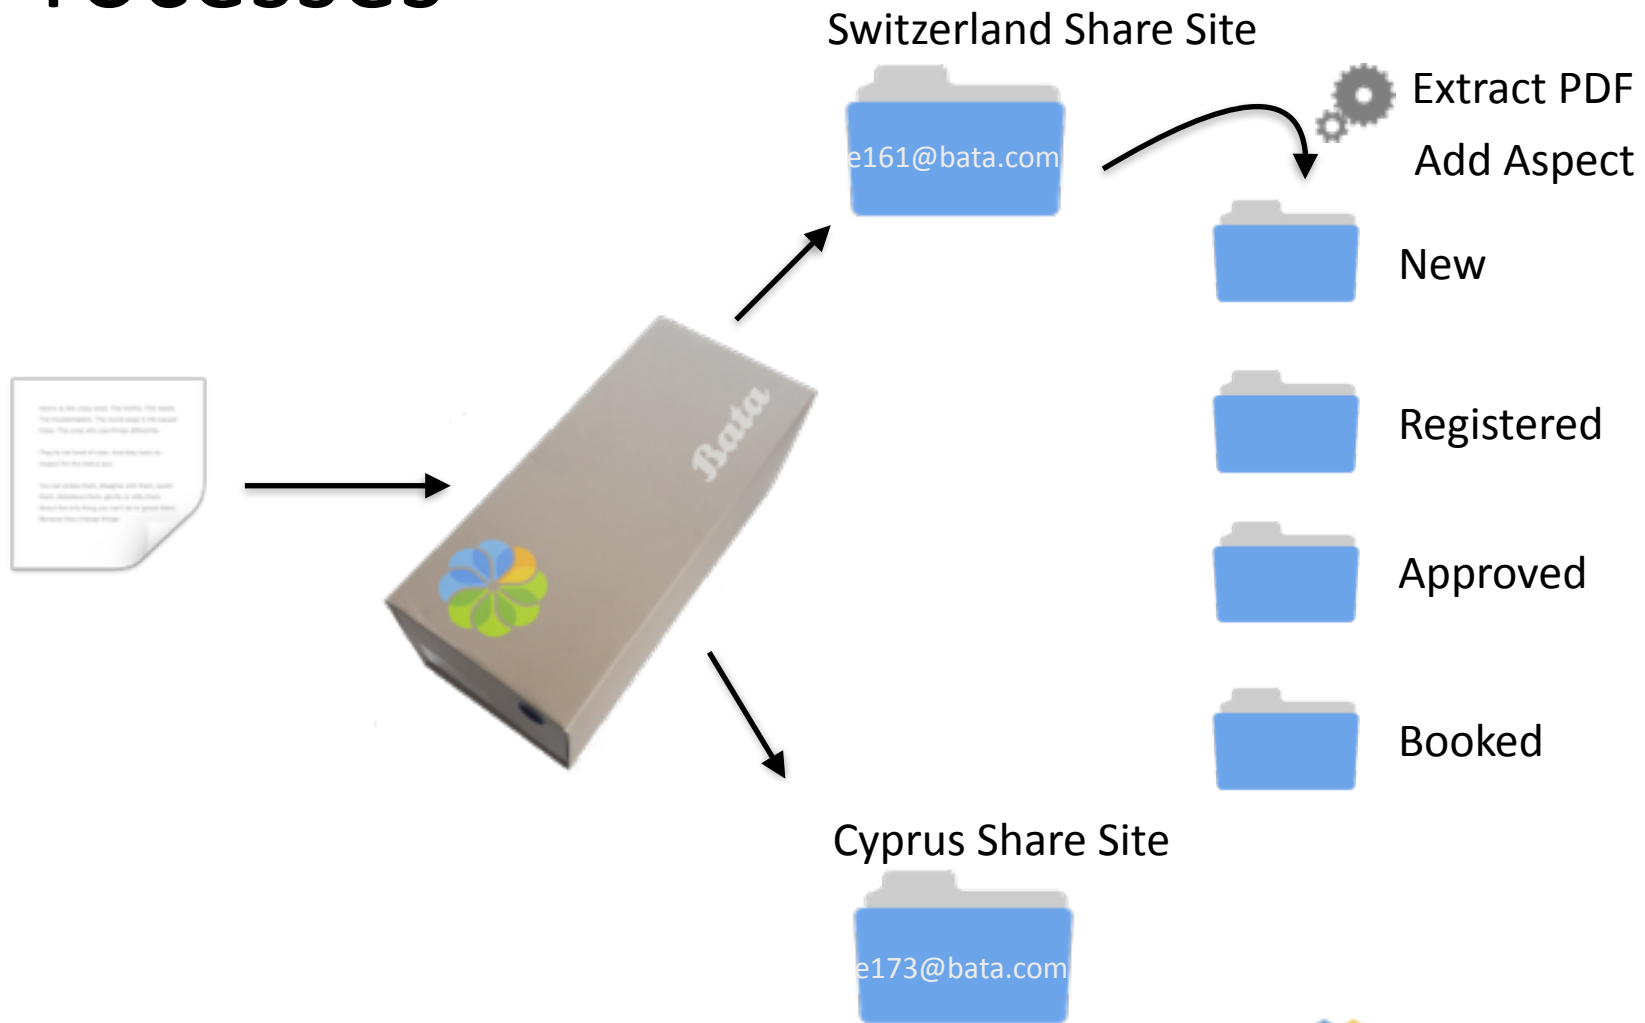 rocesses
Switzerland Share Site
e161@bata.com
Extract PDF
Add Aspect
New
Registered
Approved
Booked
Bata
Cyprus Share Site
e173@bata.com